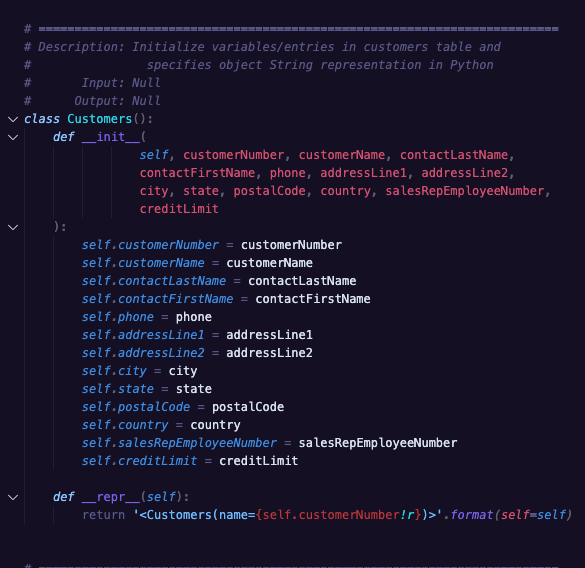 # ========================================================================
# Description: Initialize variables/entries in customers table and
#                specifies object String representation in Python
#       Input: Null
#      Output: Null
class Customers():
    def __init__(
                self, customerNumber, customerName, contactLastName,
                contactFirstName, phone, addressLine1, addressLine2,
                city, state, postalCode, country, salesRepEmployeeNumber,
                creditLimit
    ):
        self.customerNumber = customerNumber
        self.customerName = customerName
        self.contactLastName = contactLastName
        self.contactFirstName = contactFirstName
        self.phone = phone
        self.addressLine1 = addressLine1
        self.addressLine2 = addressLine2
        self.city = city
        self.state = state
        self.postalCode = postalCode
        self.country = country
        self.salesRepEmployeeNumber = salesRepEmployeeNumber
        self.creditLimit = creditLimit

    def __repr__(self):
        return '<Customers(name={self.customerNumber!r})>'.format(self=self)